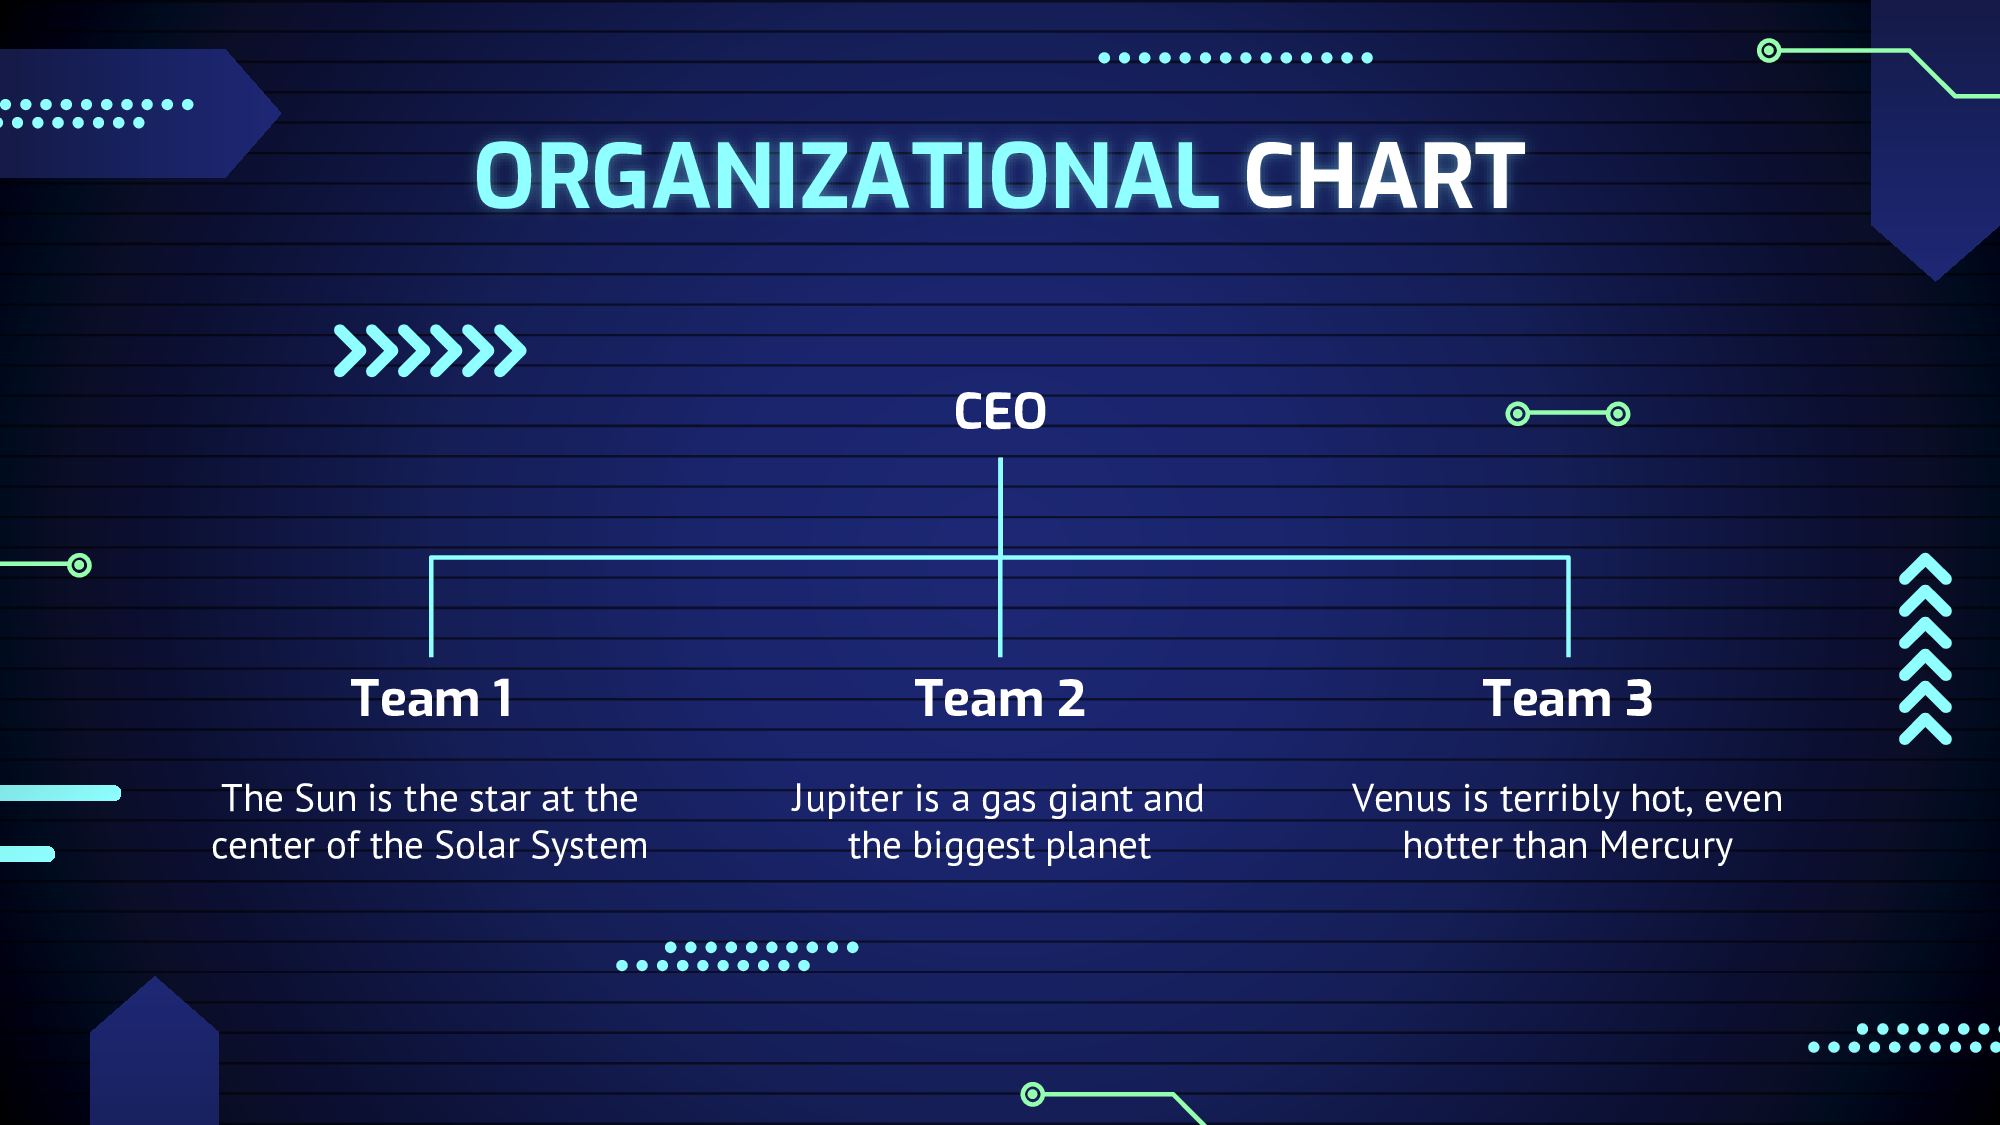 ORGANIZATIONAL CHART
CEO
Team 1
Team 2
Team 3
The Sun is the star at the
center of the Solar System
Jupiter is a gas giant and
the biggest planet
Venus is terribly hot, even
hotter than Mercury